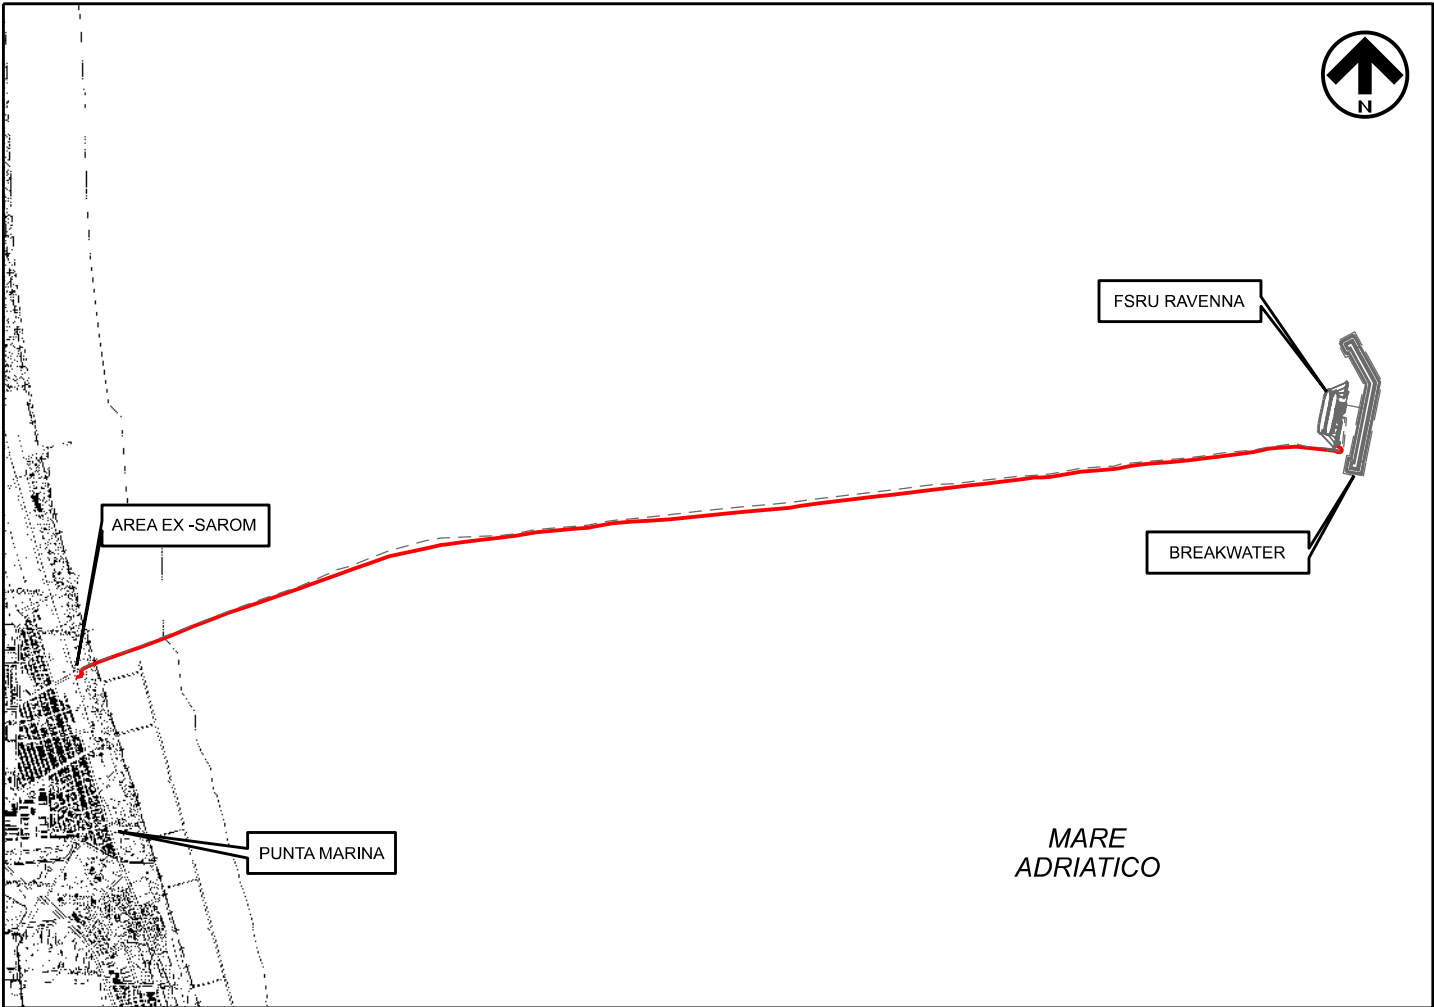 N
FSRU RAVENNA
AREA EX -SAROM
BREAKWATER
PUNTA MARINA
MARE
ADRIATICO